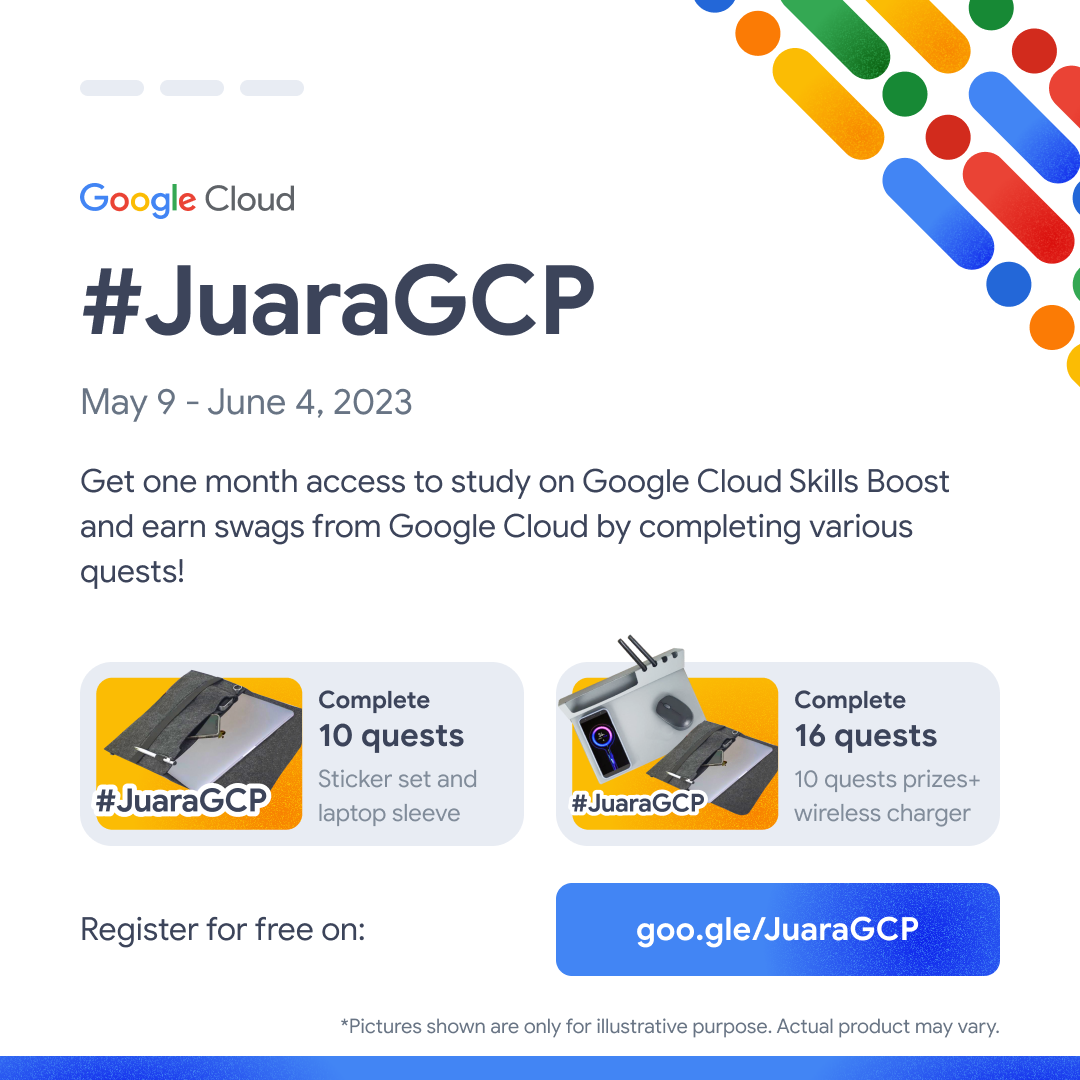 Google Cloud
#JuaraGCP
May 9 - June 4, 2023
Get one month access to study on Google Cloud Skills Boost
and earn swags from Google Cloud by completing various
quests!
Complete
10 quests
Sticker set and
laptop sleeve
#JuaraGCP
Complete
16 quests
10 quests prizes+
wireless charger
#JuaraGCP
Register for free on:
goo.gle/JuaraGCP
*Pictures shown are only for illustrative purpose. Actual product may vary.